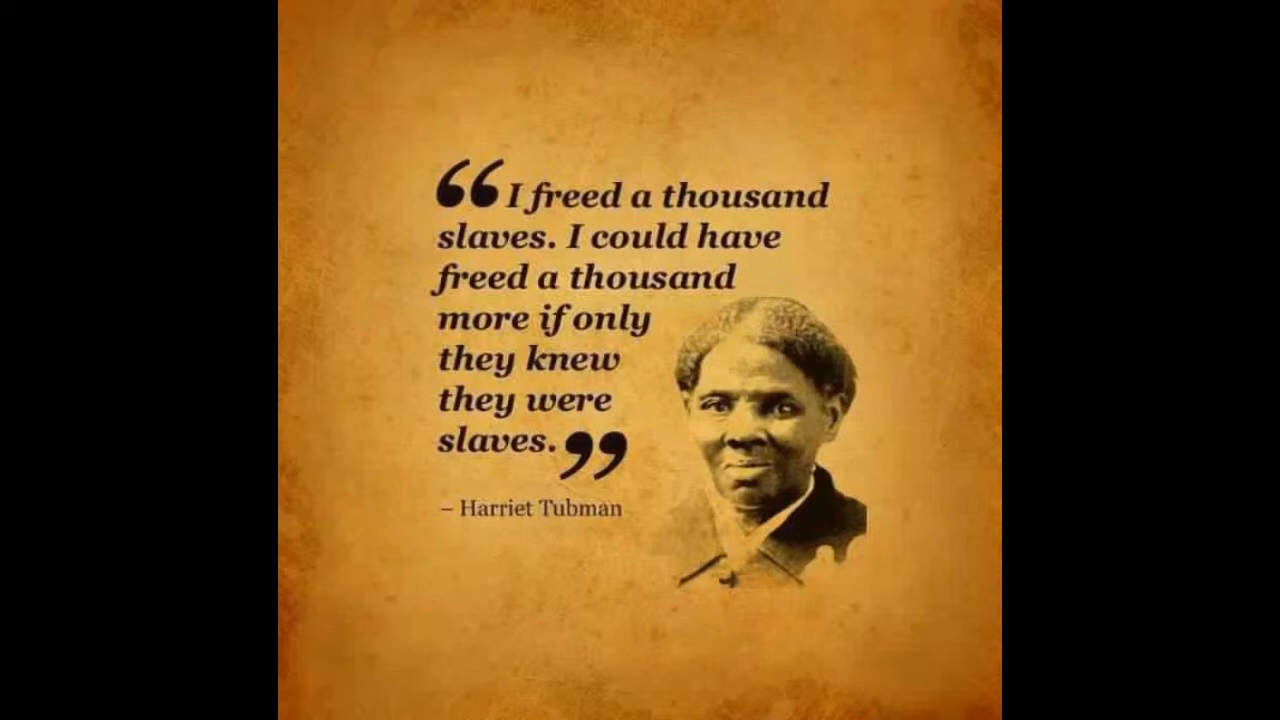 “I freed a thousand
slaves. I could have
freed a thousand
more if only
they knew
they were
slaves.”
– Harriet Tubman